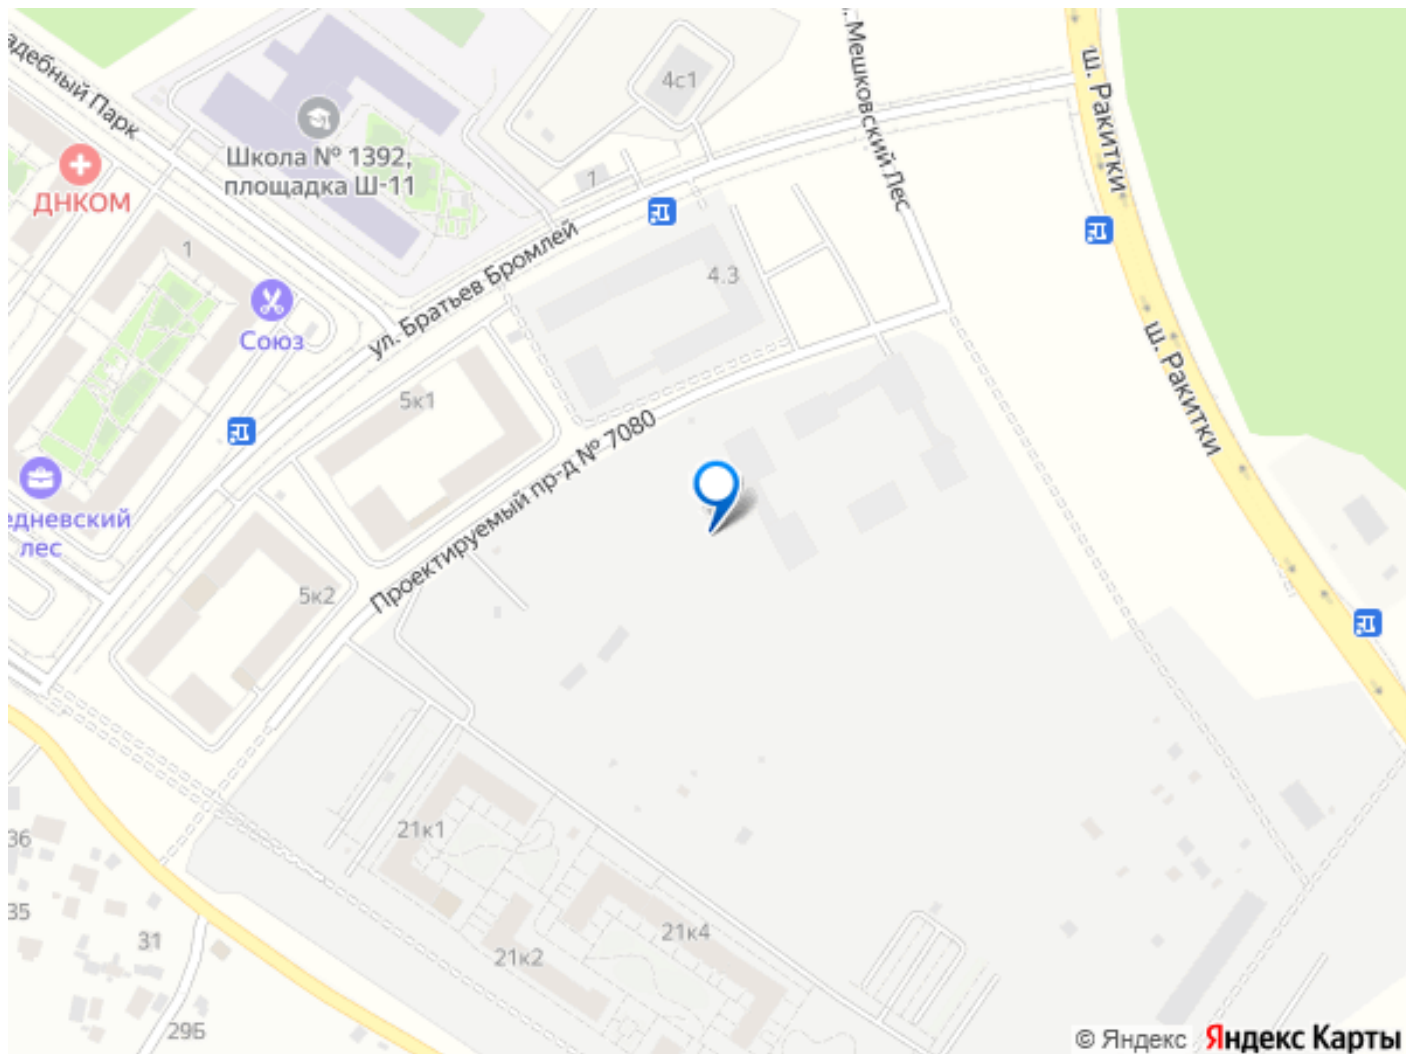 адебный Парк
4с1
ул. Мешковский Лес
ш. Ракитки
Школа № 1392,
площадка Ш-11
ДНКОМ
1
1
ул. Братьев Бромлей
4.3
Союз
ш. Ракитки
5к1
Проектируемый пр-д № 7080
едневский
лес
5к2
21к1
36
35
31
21к4
21к2
29Б
© Яндекс Яндекс Карты